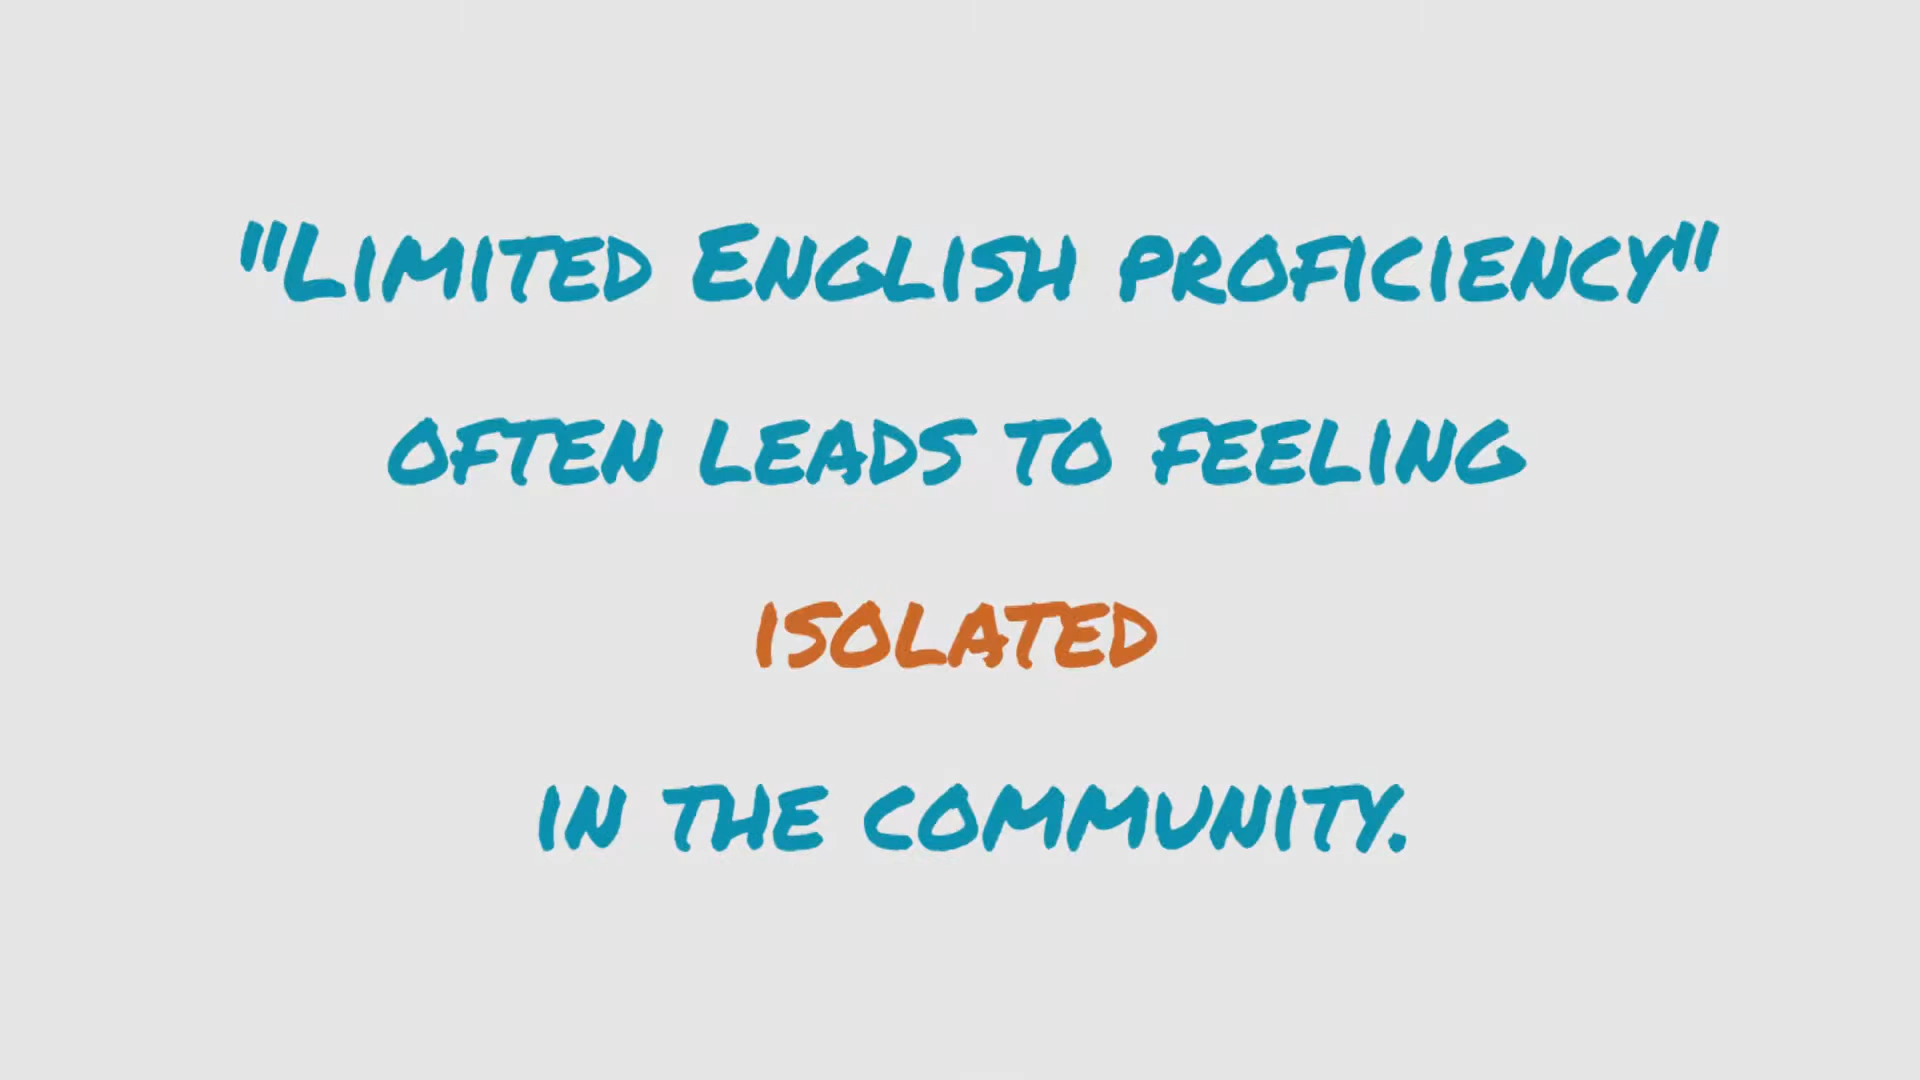 "Limited English proficiency"
often leads to feeling
isolated
in the community.